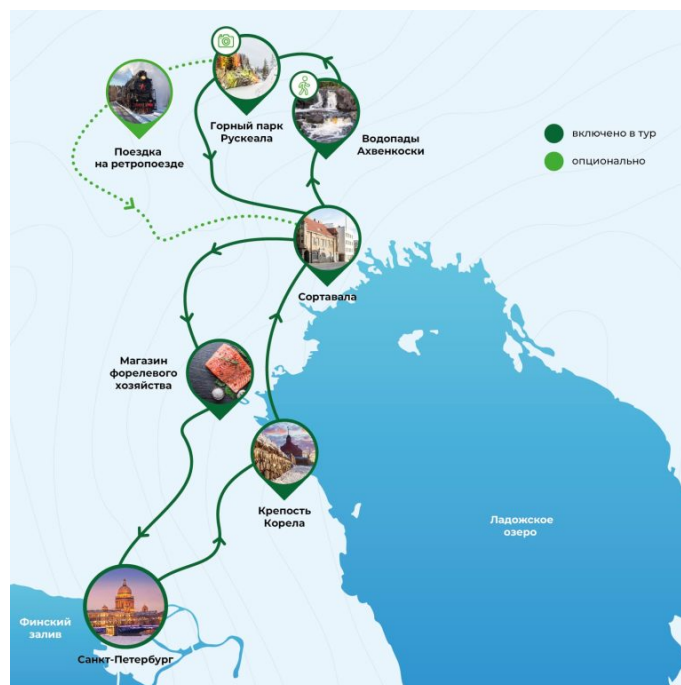 Горный парк
Рускеала
Водопады
Ахвенкоски
включено в тур
опционально
Поездка
на ретропоезде
Сортавала
Магазин
форелевого
хозяйства
Крепость
Корела
Ладожское
озеро
Финский
залив
Санкт-Петербург